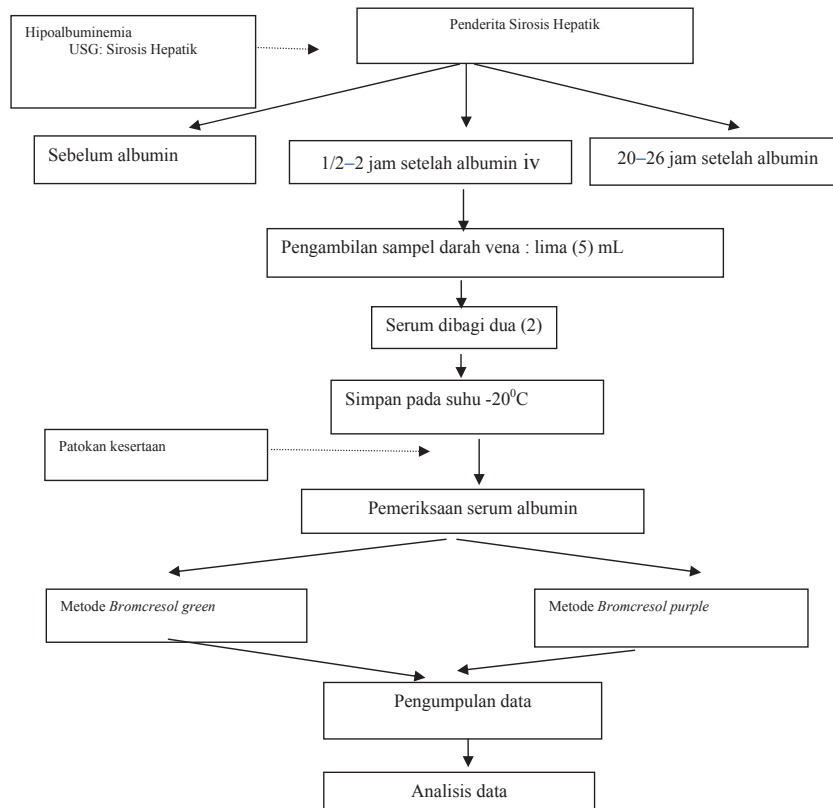 Hipoalbuminemia
USG: Sirosis Hepatik
Penderita Sirosis Hepatik
Sebelum albumin
1/2–2 jam setelah albumin iv
20–26 jam setelah albumin
Pengambilan sampel darah vena : lima (5) mL
Serum dibagi dua (2)
Simpan pada suhu -20⁰C
Patokan kesertaan
Pemeriksaan serum albumin
Metode Bromcresol green
Metode Bromcresol purple
Pengumpulan data
Analisis data